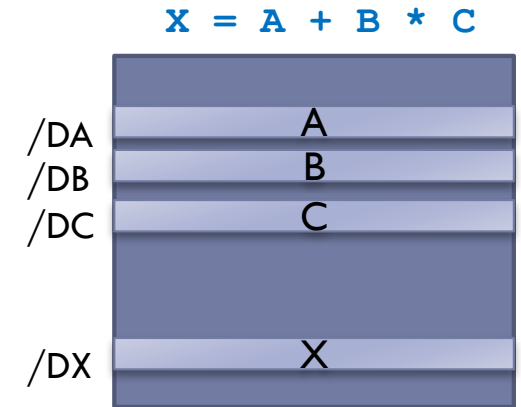 X = A + B * C
/DA A
/DB B
/DC C
/DX X